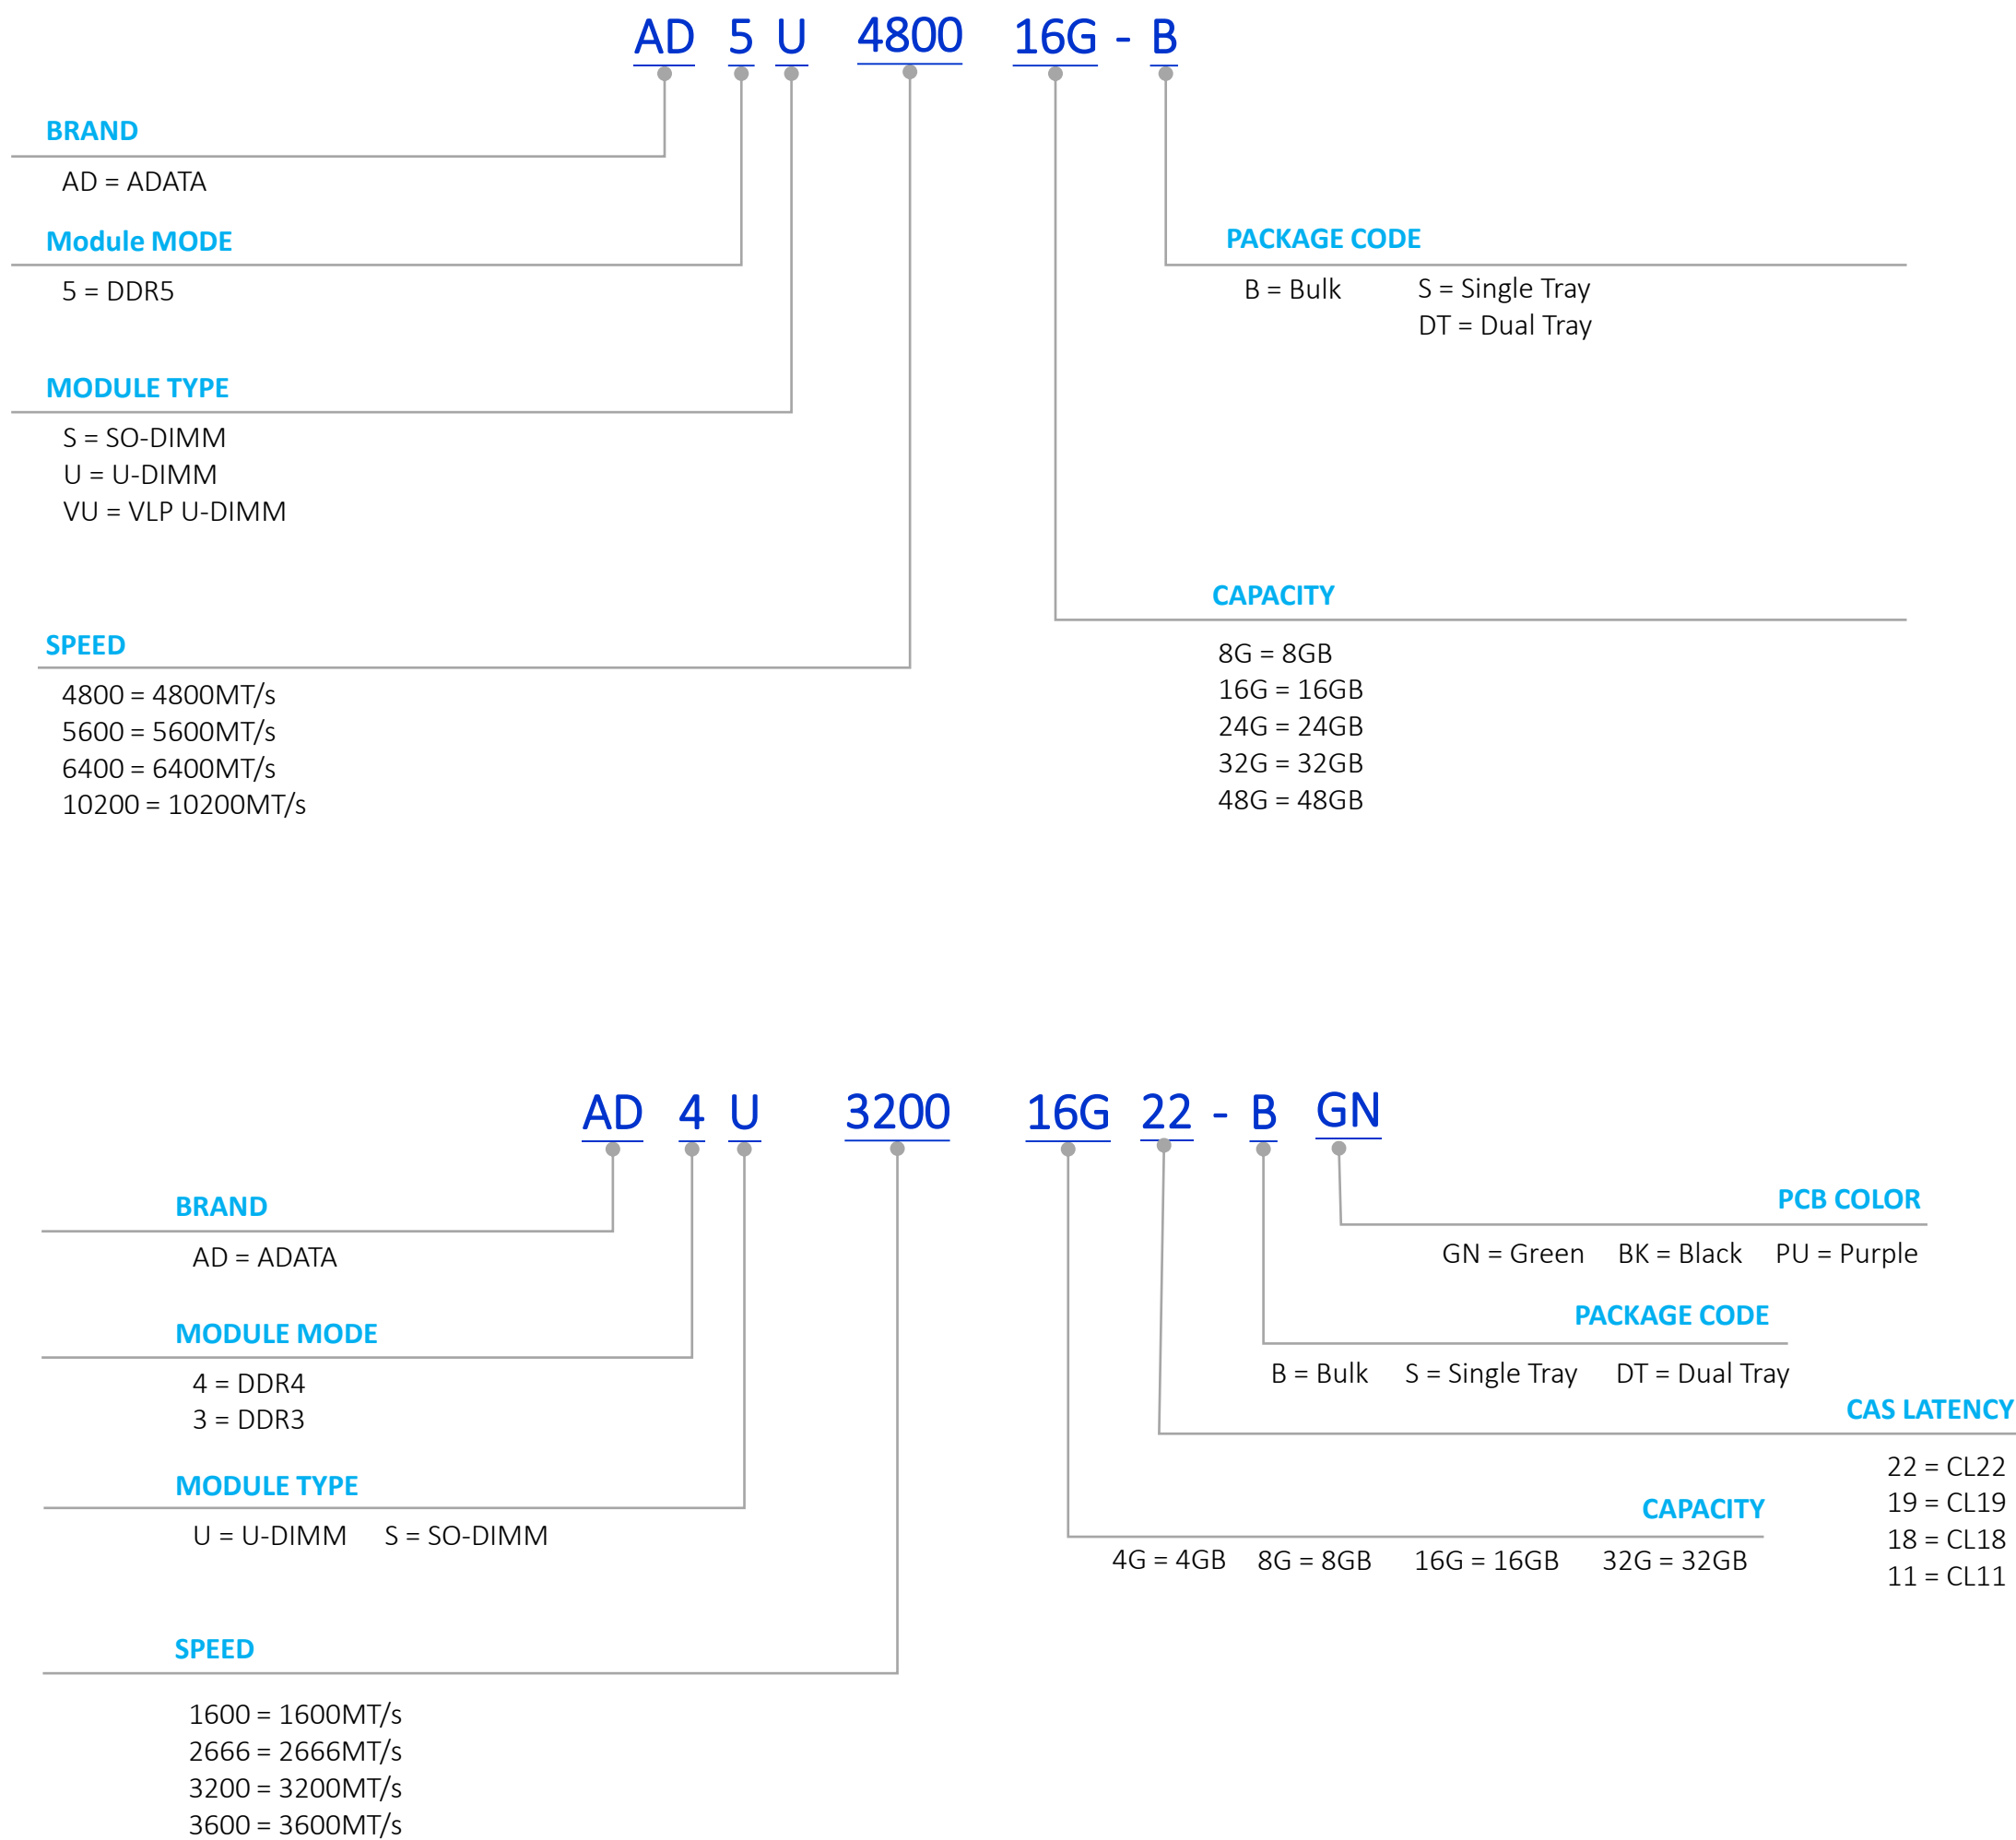 AD 5 U 4800 16G - B
BRAND
AD = ADATA
Module MODE
5 = DDR5
MODULE TYPE
S = SO-DIMM
U = U-DIMM
VU = VLP U-DIMM
SPEED
4800 = 4800MT/s
5600 = 5600MT/s
6400 = 6400MT/s
10200 = 10200MT/s
PACKAGE CODE
B = Bulk S = Single Tray
DT = Dual Tray
CAPACITY
8G = 8GB
16G = 16GB
24G = 24GB
32G = 32GB
48G = 48GB
AD 4 U 3200 16G 22 - B GN
BRAND
AD = ADATA
MODULE MODE
4 = DDR4
3 = DDR3
MODULE TYPE
U = U-DIMM S = SO-DIMM
SPEED
1600 = 1600MT/s
2666 = 2666MT/s
3200 = 3200MT/s
3600 = 3600MT/s
PCB COLOR
GN = Green BK = Black PU = Purple
PACKAGE CODE
B = Bulk S = Single Tray DT = Dual Tray
CAS LATENCY
22 = CL22
19 = CL19
18 = CL18
11 = CL11
CAPACITY
4G = 4GB 8G = 8GB 16G = 16GB 32G = 32GB